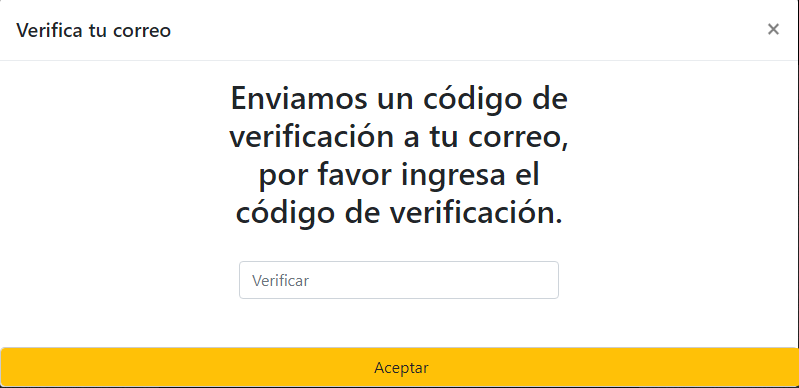 Verifica tu correo
×
Enviamos un código de
verificación a tu correo,
por favor ingresa el
código de verificación.
Verificar
Aceptar